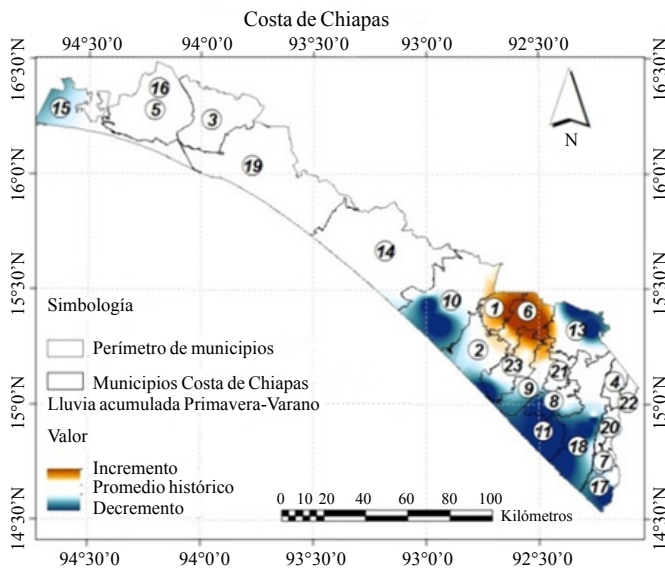 Costa de Chiapas
94°30'0 94°0'0 93°30'0 93°0'0 92°30'0
16°30'N 16°30'N
16
15 5 3
N
16°0'N 19 16°0'N
14
15°30'N 10 1 6 15°30'N
13
Simbología
2
Perímetro de municipios 23 21
9 4
Municipios Costa de Chiapas
15°0'N 8 22 15°0'N
Lluvia acumulada Primavera-Varano
11 18 20
Valor
7
Incremento
17
Promedio histórico
Decremento
0 10 20 40 60 80 100
Kilómetros
14°30'N 14°30'N
94°30'0 94°0'0 93°30'0 93°0'0 92°30'0